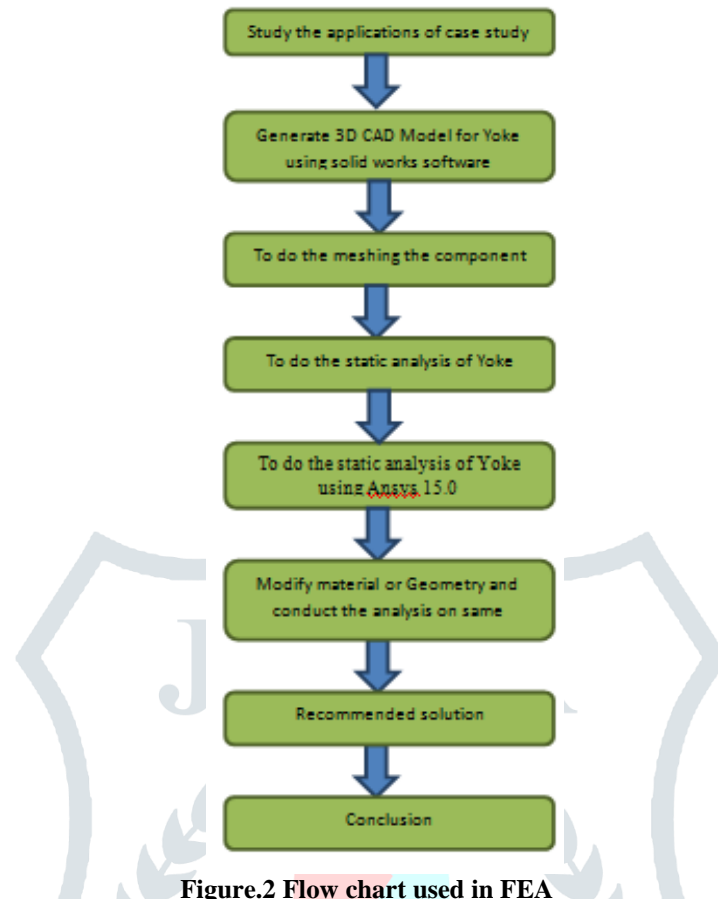 Study the applications of case study
Generate 3D CAD Model for Yoke
using solid works software
To do the meshing the component
To do the static analysis of Yoke
To do the static analysis of Yoke
using Ansys 15.0
Modify material or Geometry and
conduct the analysis on same
Recommended solution
Conclusion
Figure.2 Flow chart used in FEA